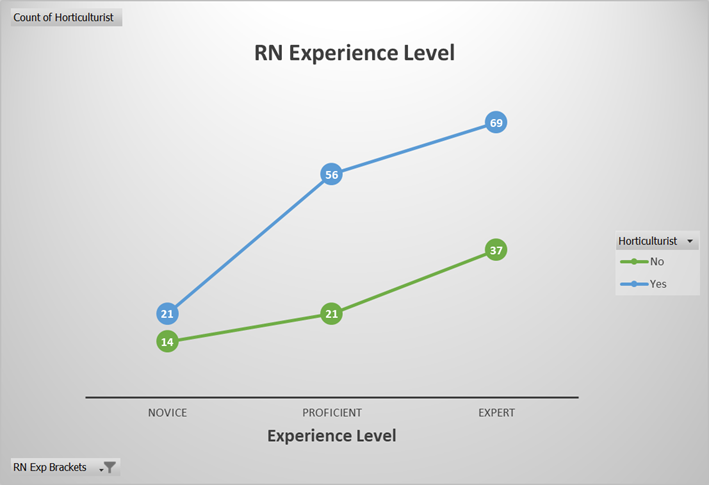 Count of Horticulturist
RN Experience Level
69
56
37
21
21
14
Horticulturist
No
Yes
NOVICE
PROFICIENT
EXPERT
Experience Level
RN Exp Brackets